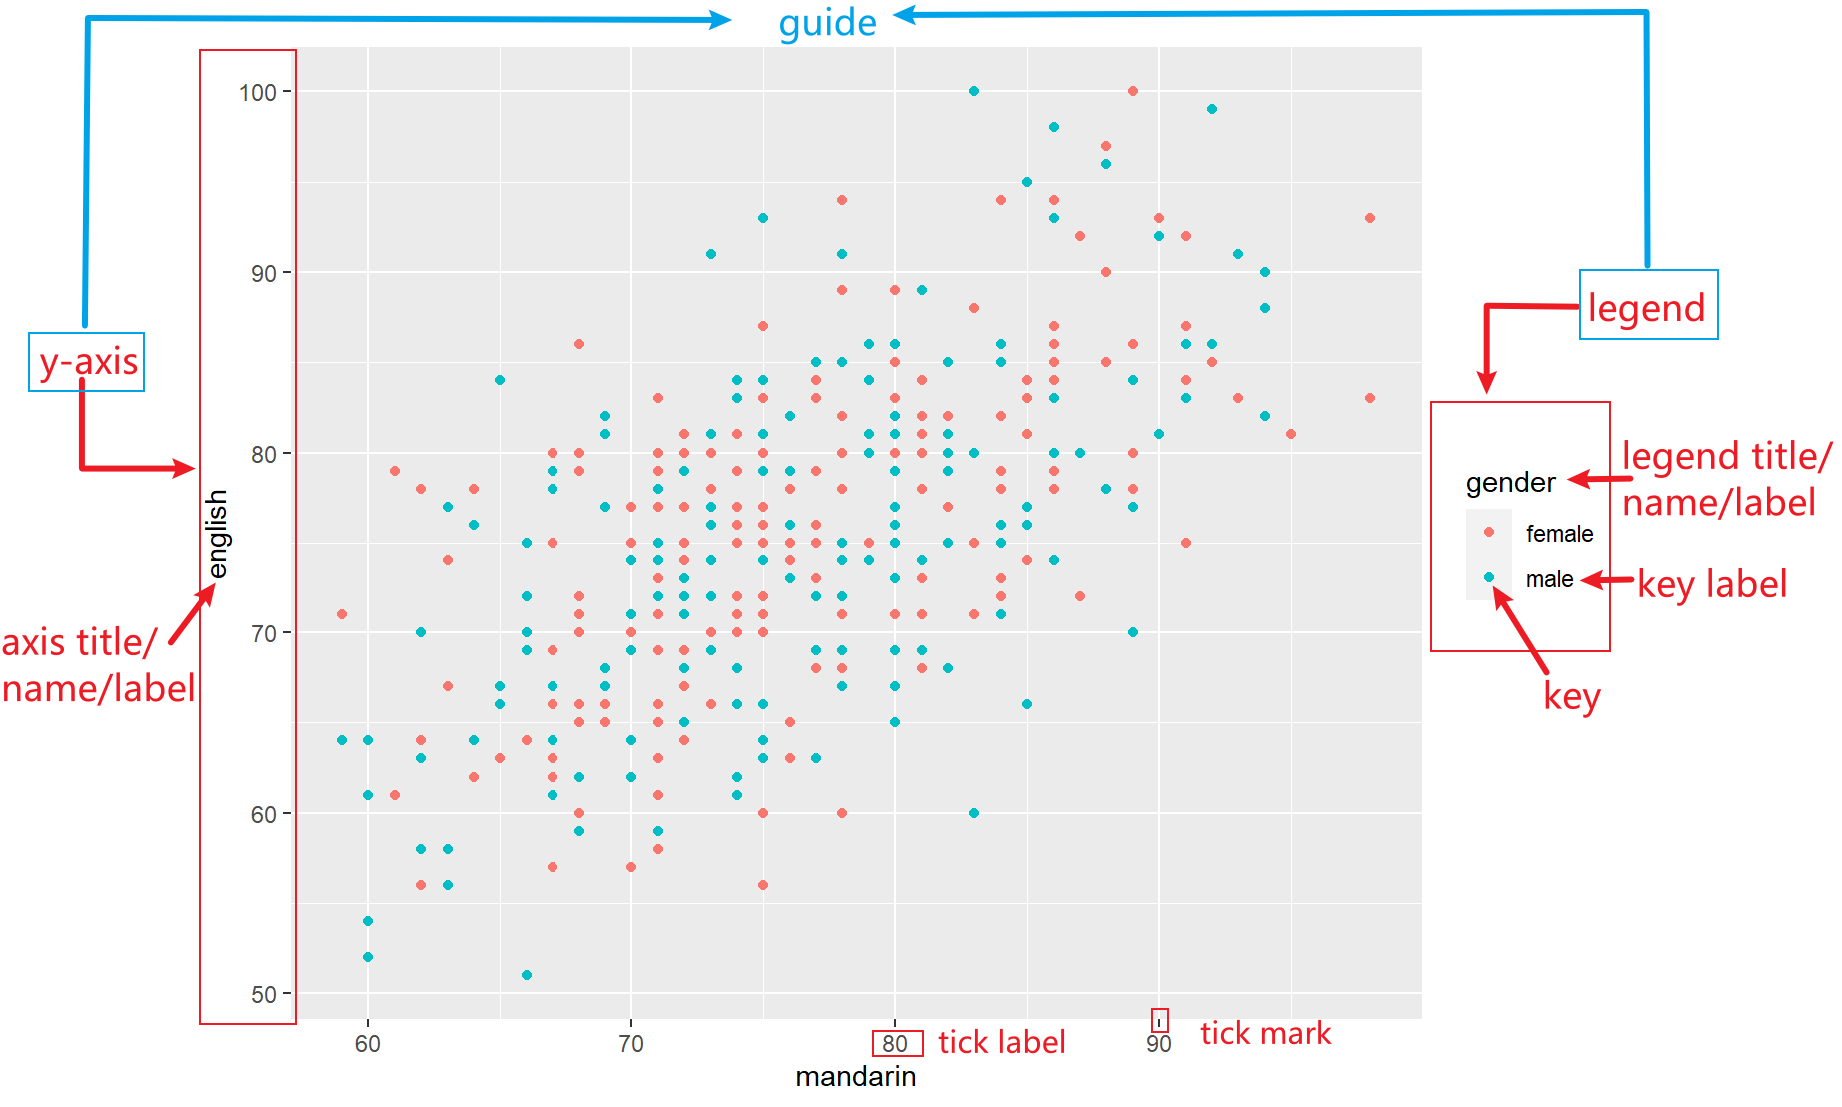 guide
100
90
80
70
60
50
y-axis
english
axis title/
name/label
legend
gender
female
male
legend title/
name/label
key label
key
60
70
80
90
tick label
tick mark
mandarin